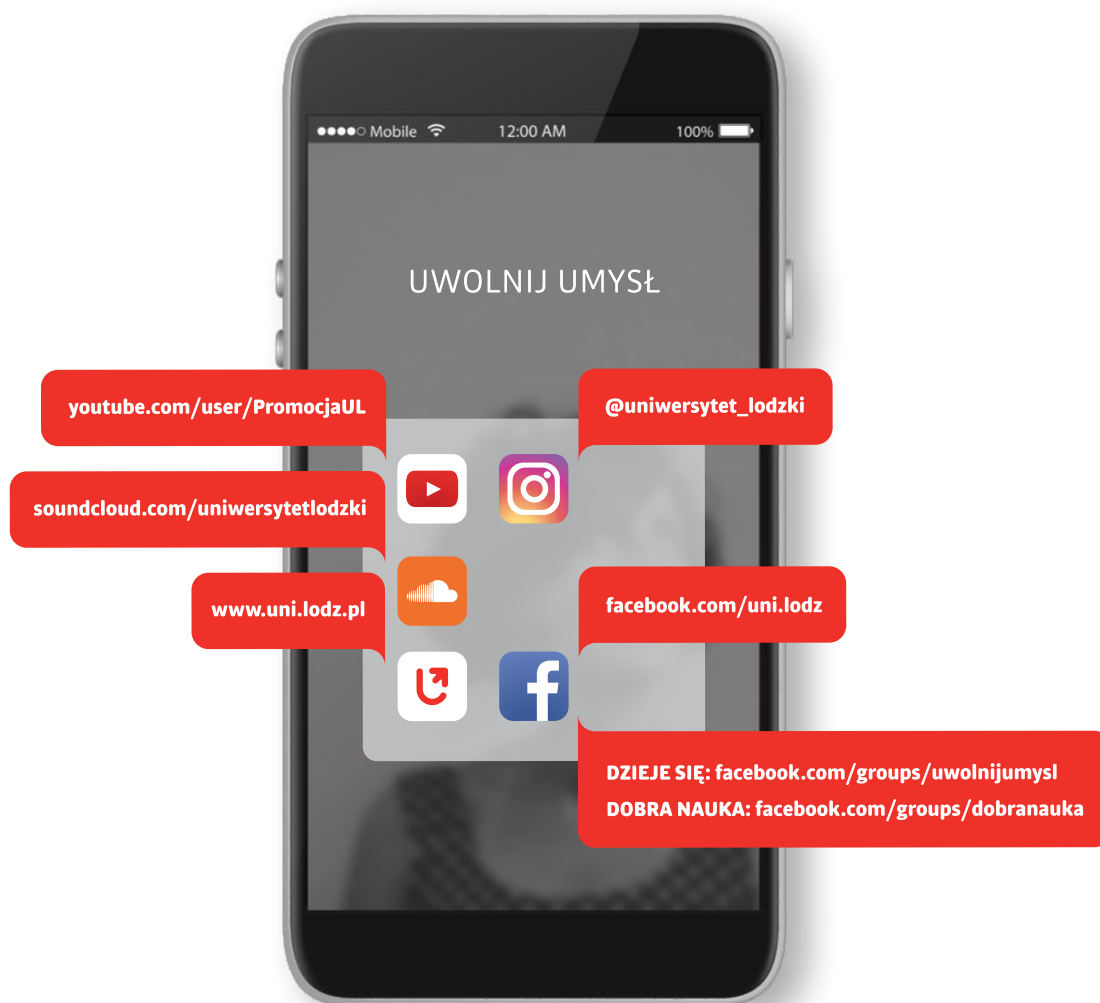 Mobile 12:00 AM 100%
UWOLNIJ UMYSŁ
youtube.com/user/PromocjaUL
@uniwersytet_lodzki
soundcloud.com/uniwersytetlodzki
www.uni.lodz.pl
facebook.com/uni.lodz
DZIEJE SIĘ: facebook.com/groups/uwolnijumysl
DOBRA NAUKA: facebook.com/groups/dobranauka